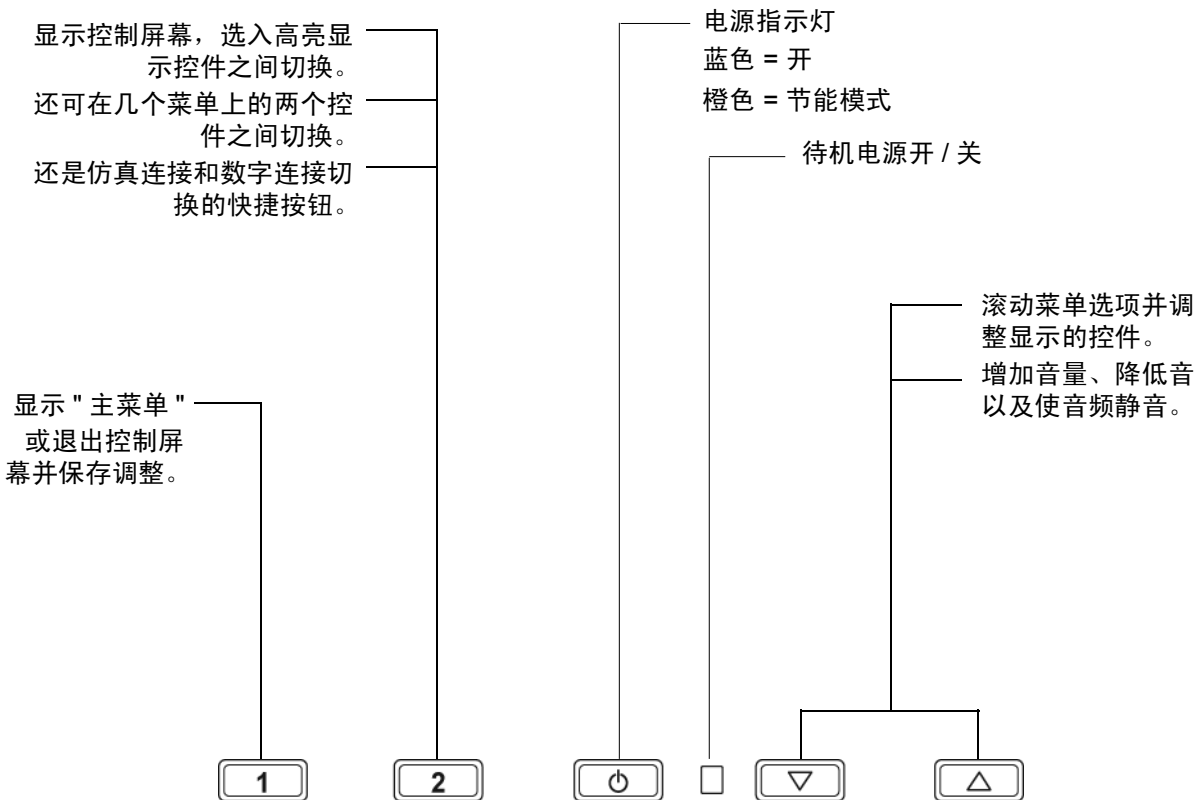 显示控制屏幕，选入高亮显
示控件之间切换。
还可在几个菜单上的两个控
件之间切换。
还是仿真连接和数字连接切
换的快捷按钮。
电源指示灯
蓝色 = 开
橙色 = 节能模式
待机电源开 / 关
滚动菜单选项并调
整显示的控件。
增加音量、降低音
以及使音频静音。
显示 " 主菜单 "
或退出控制屏
幕并保存调整。
1
2